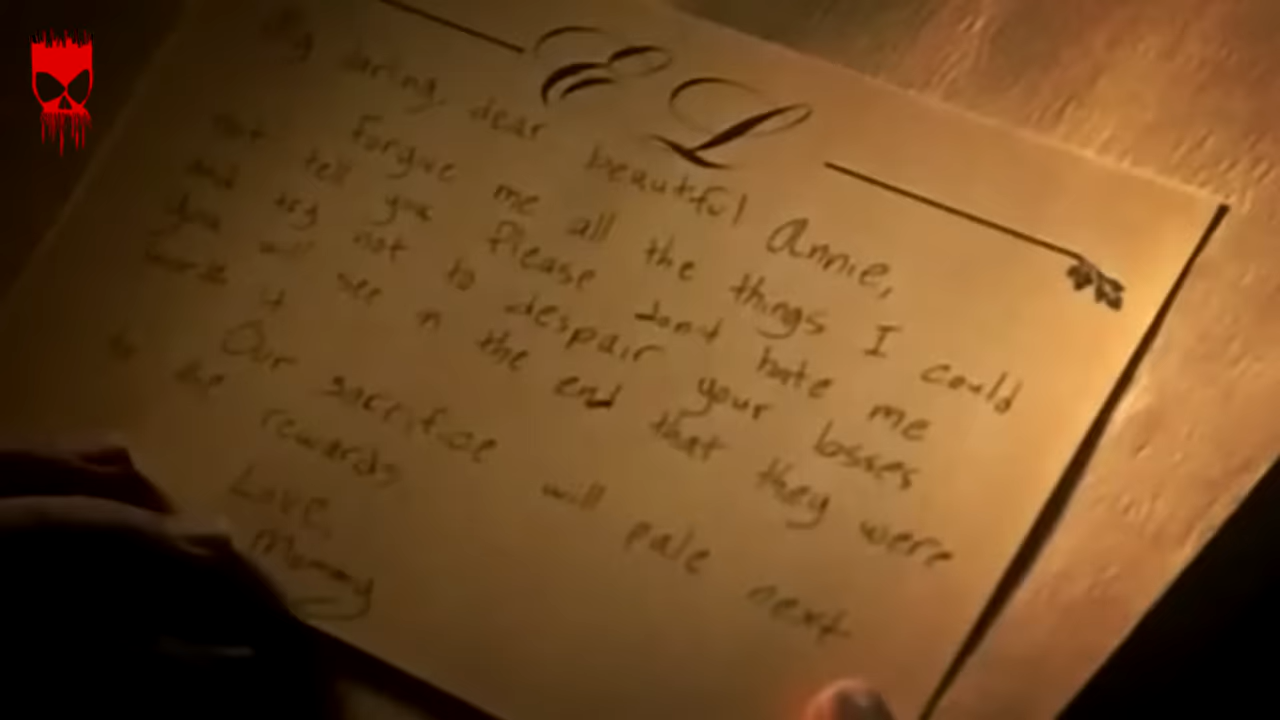 E L
My darling, dear beautiful Annie,
Forgive me all the things I could
not tell you Please dont hate me
and try not to despair your losses
You will see in the end that they were
worth it
Our sacrifice will pale next
to the rewards
Love,
Mommy